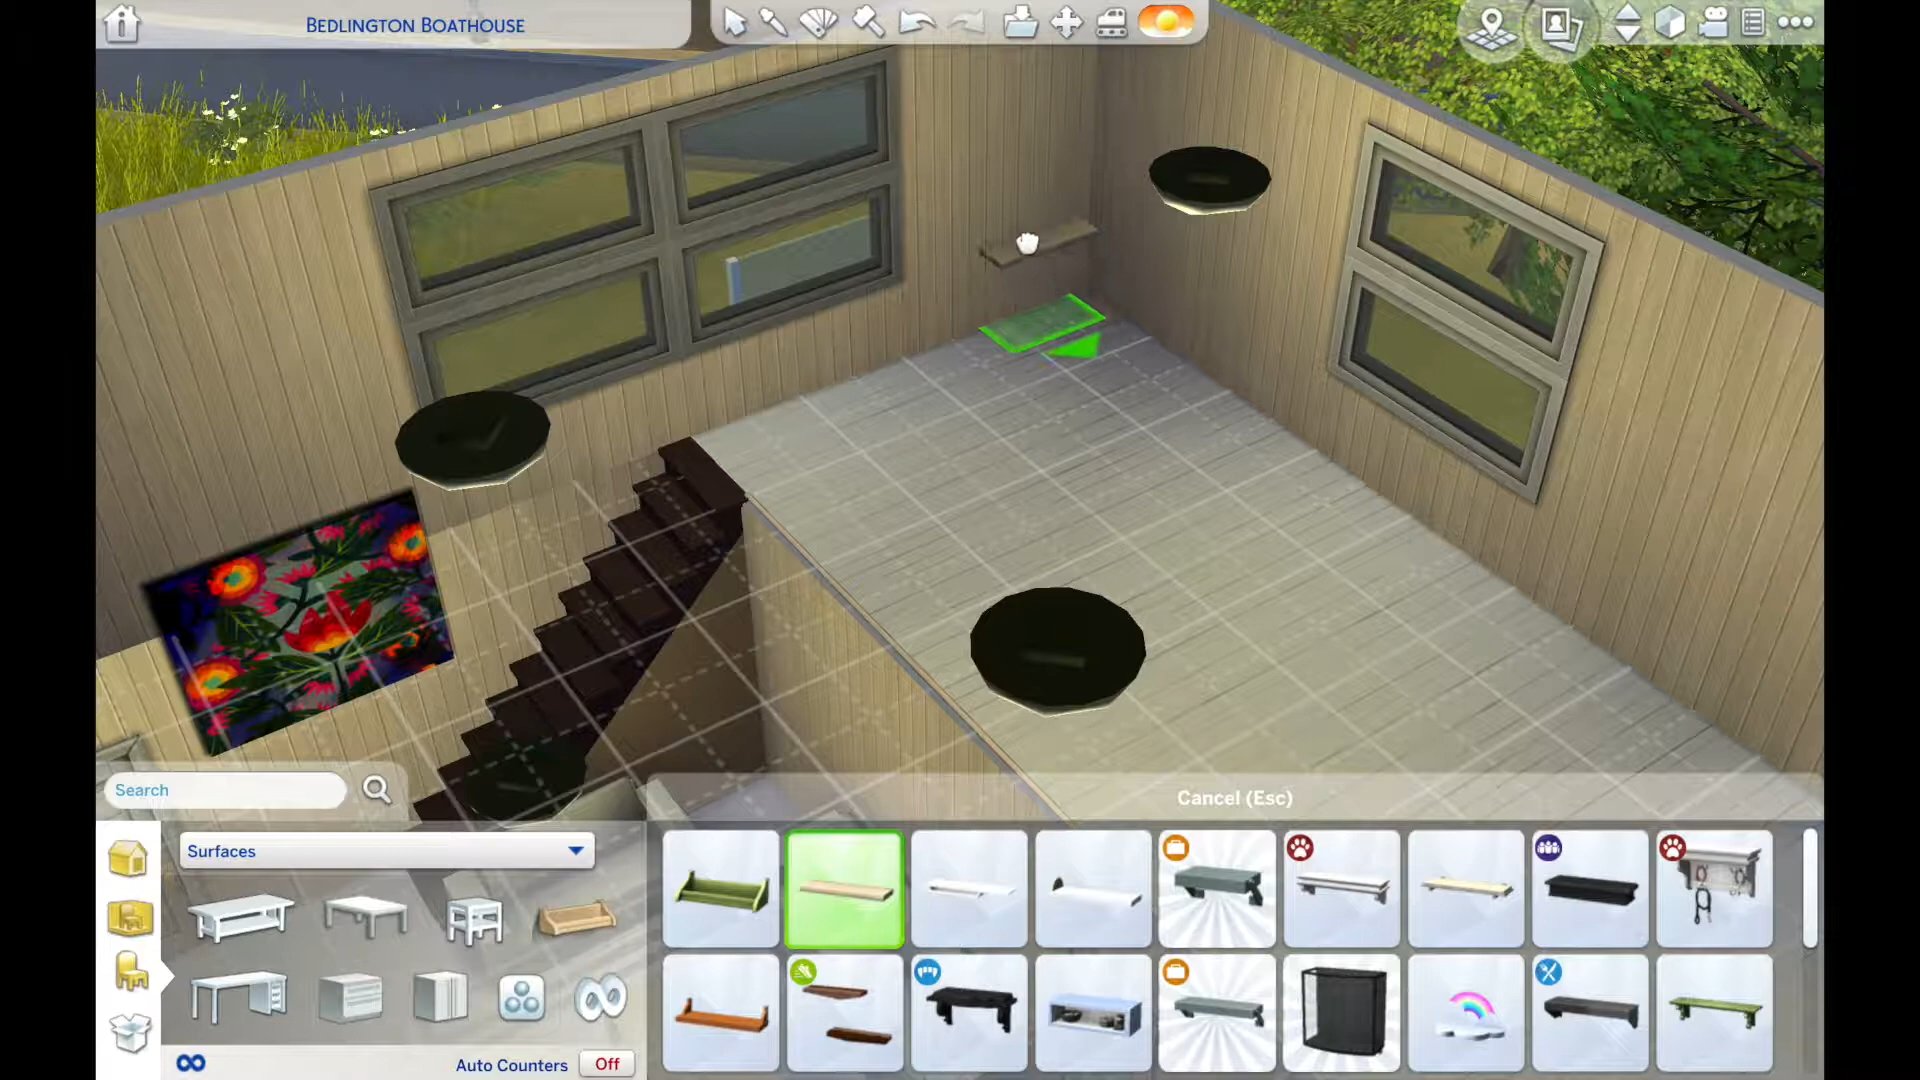 BEDLINGTON BOATHOUSE
Search
Cancel (Esc)
Surfaces
Auto Counters Off